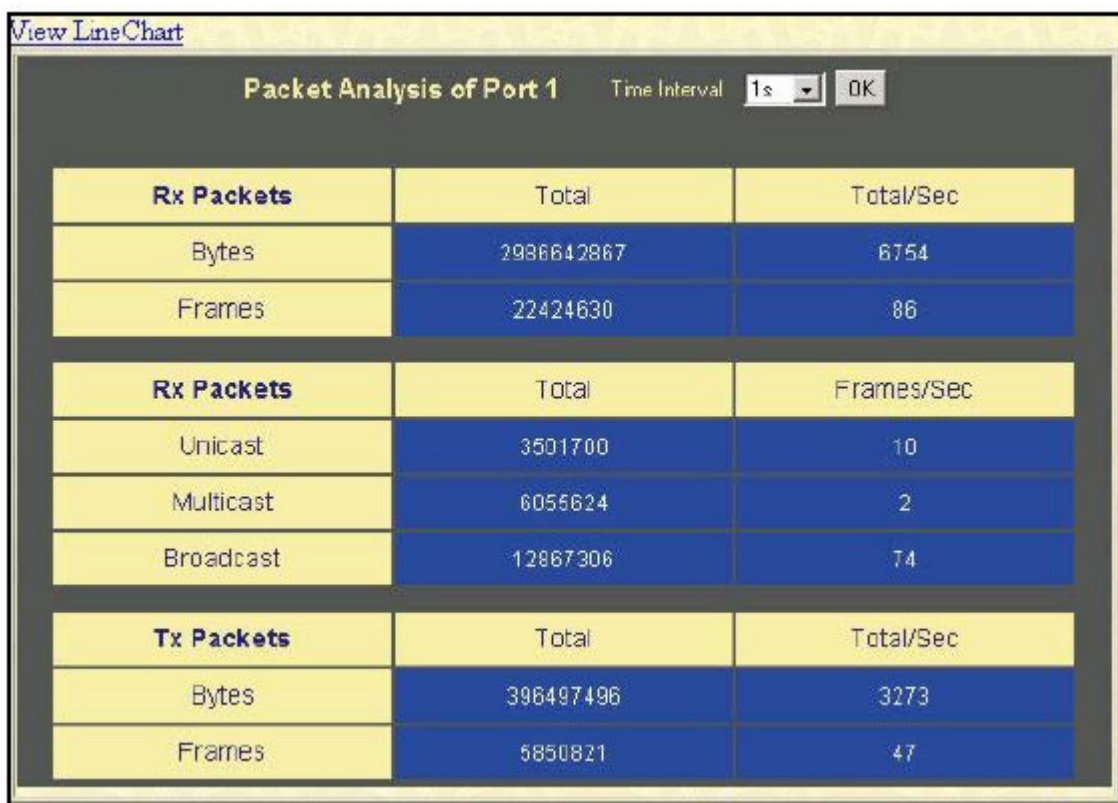 View LineChart
Packet Analysis of Port 1 Time Interval 1s OK
Rx Packets Total Total/Sec
Bytes 2986642867 6754
Frames 22424630 86
Rx Packets Total Frames/Sec
Unicast 3501700 10
Multicast 6055624 2
Broadcast 12867306 74
Tx Packets Total Total/Sec
Bytes 396497496 3273
Frames 5850821 47